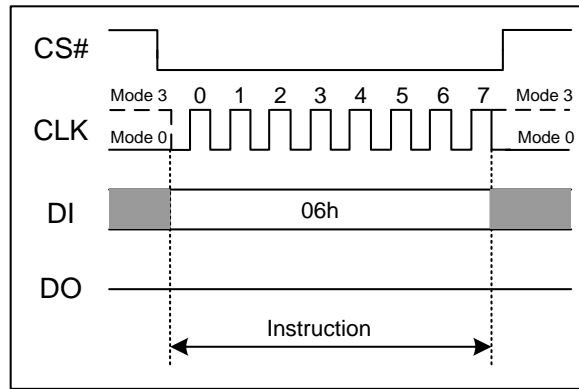 CS#
Mode 3 0 1 2 3 4 5 6 7 Mode 3
CLK
Mode 0 Mode 0
DI 06h
DO
Instruction